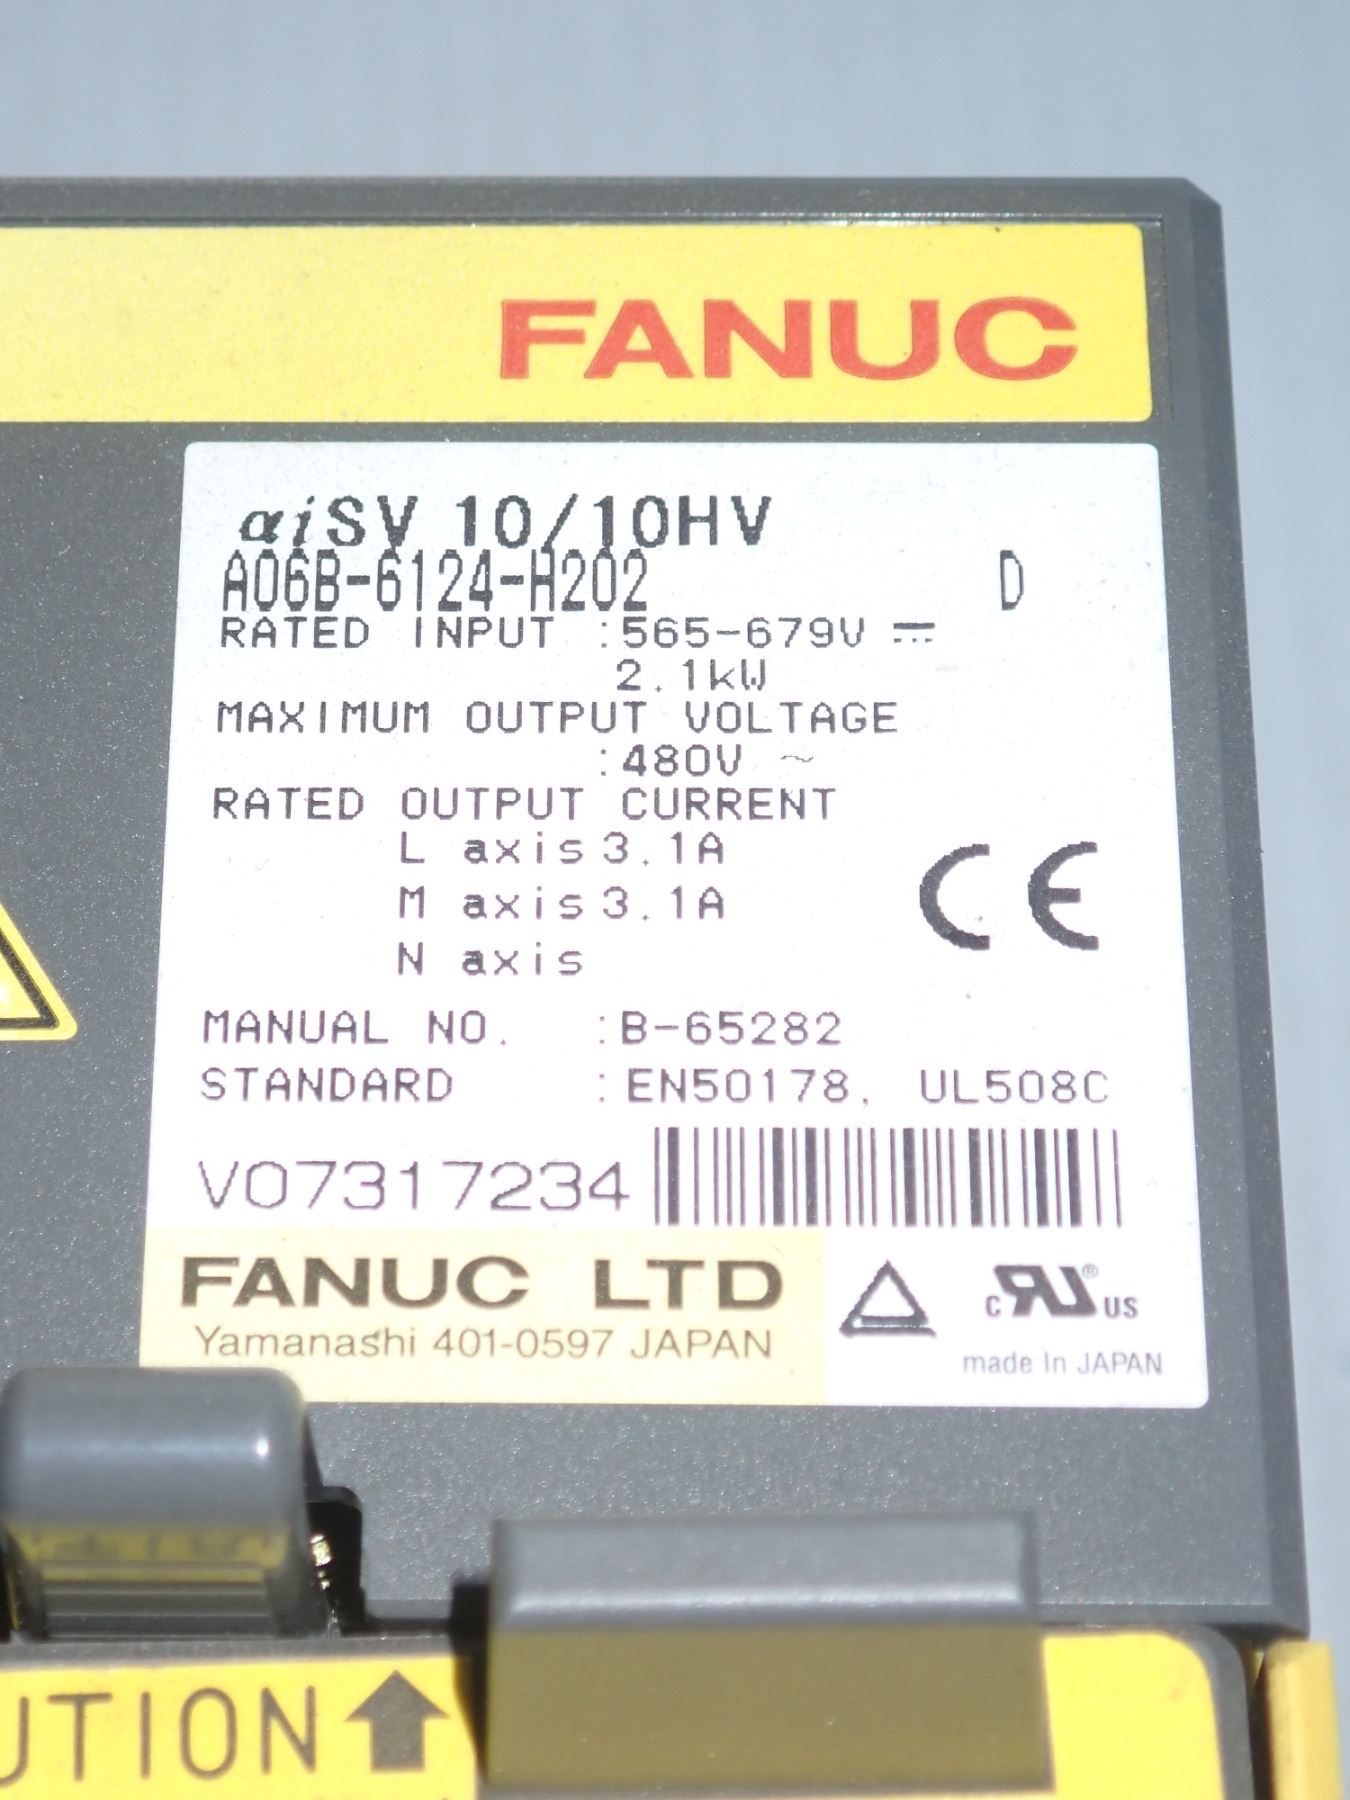 FANUC
αiSV 10/10HV
A06B-6124-H202 D
RATED INPUT :565-679V ⎓
2.1kW
MAXIMUM OUTPUT VOLTAGE
:480V ~
RATED OUTPUT CURRENT
L axis 3.1A
M axis 3.1A
N axis
CE
MANUAL NO. :B-65282
STANDARD :EN50178, UL508C
V07317234
FANUC LTD
Yamanashi 401-0597 JAPAN
c RU ® US
made In JAPAN
UTION